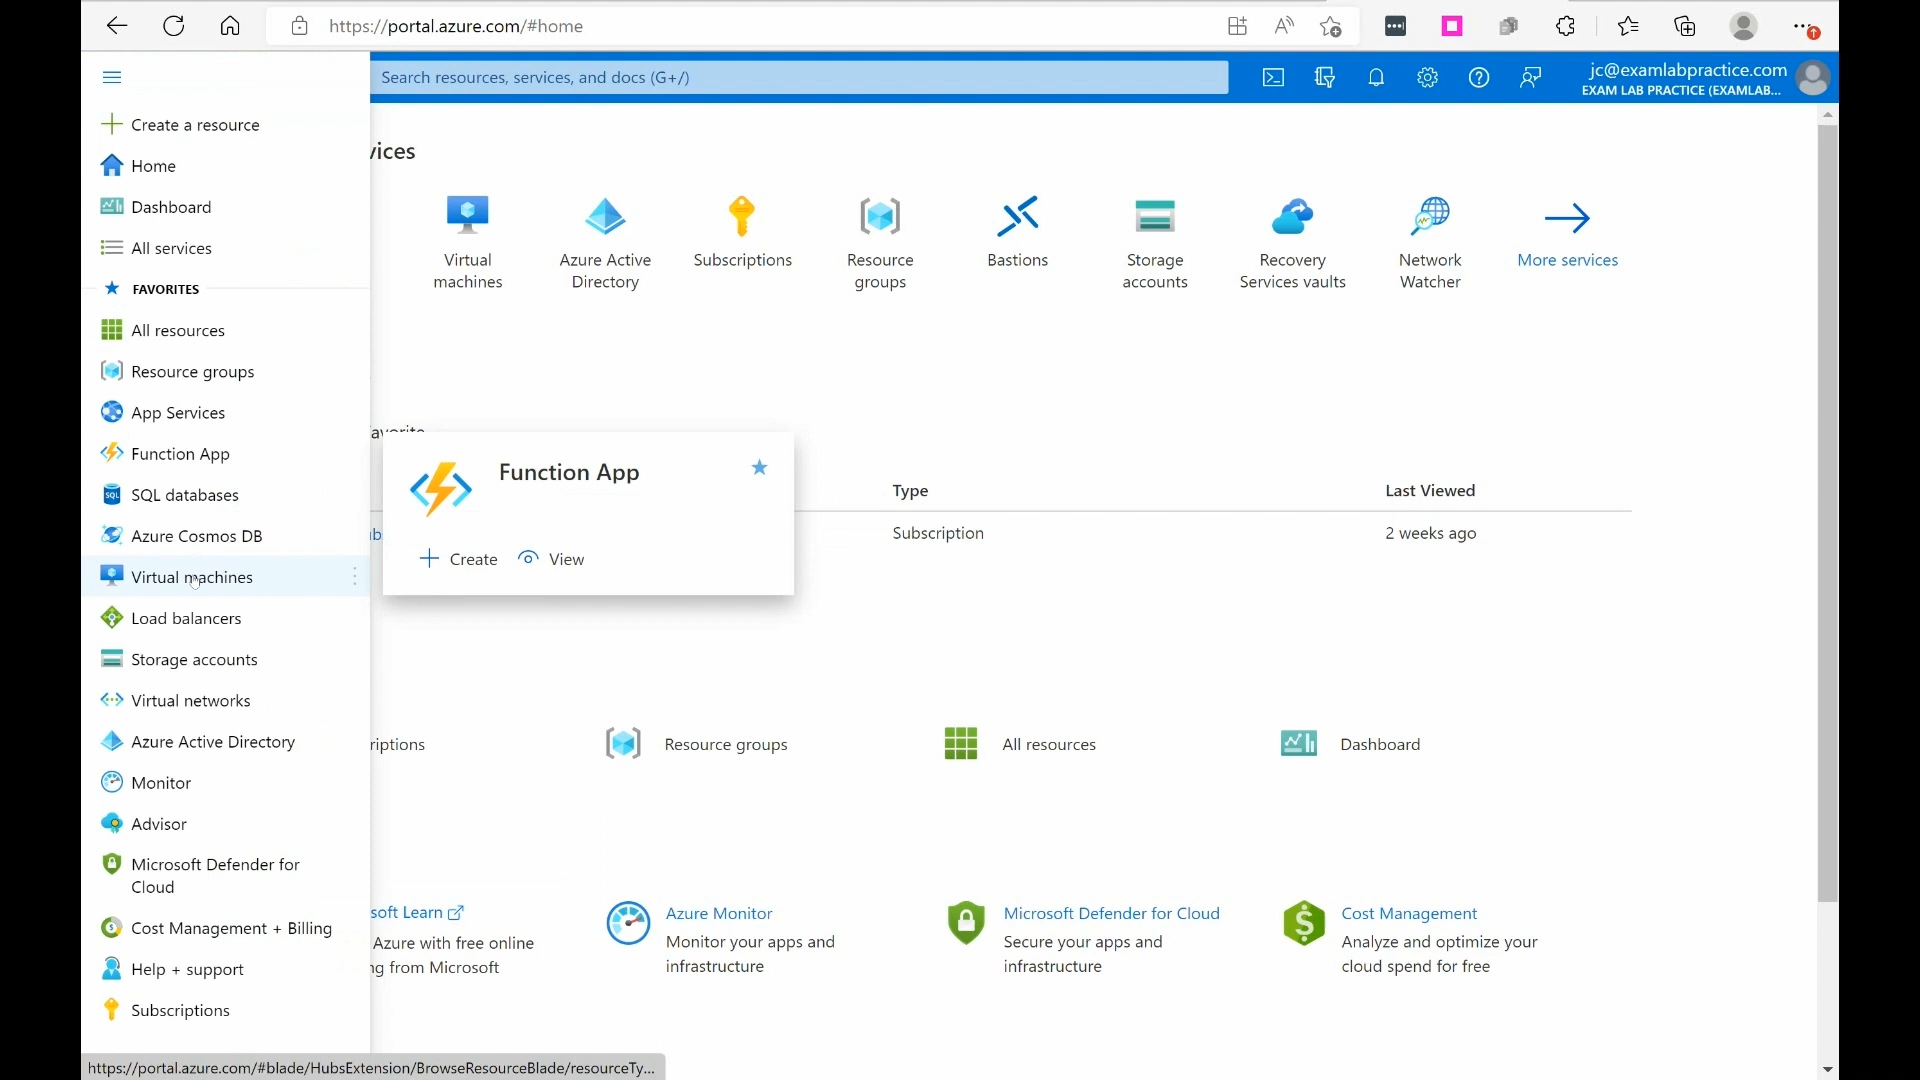 https://portal.azure.com/#home
Search resources, services, and docs (G+/)
jc@examlabpractice.com
EXAM LAB PRACTICE (EXAMLAB...
Create a resource
Home
Dashboard
All services
FAVORITES
All resources
Resource groups
App Services
Function App
SQL databases
Azure Cosmos DB
Virtual machines
Load balancers
Storage accounts
Virtual networks
Azure Active Directory
Monitor
Advisor
Microsoft Defender for
Cloud
Cost Management + Billing
Help + support
Subscriptions
vices
Virtual
machines
Azure Active
Directory
Subscriptions
Resource
groups
Bastions
Storage
accounts
Recovery
Services vaults
Network
Watcher
More services
avorite
Function App
Create
View
Type
Last Viewed
ub
Subscription
2 weeks ago
riptions
Resource groups
All resources
Dashboard
soft Learn
Azure with free online
ng from Microsoft
Azure Monitor
Monitor your apps and
infrastructure
Microsoft Defender for Cloud
Secure your apps and
infrastructure
Cost Management
Analyze and optimize your
cloud spend for free
https://portal.azure.com/#blade/HubsExtension/BrowseResourceBlade/resourceTy...